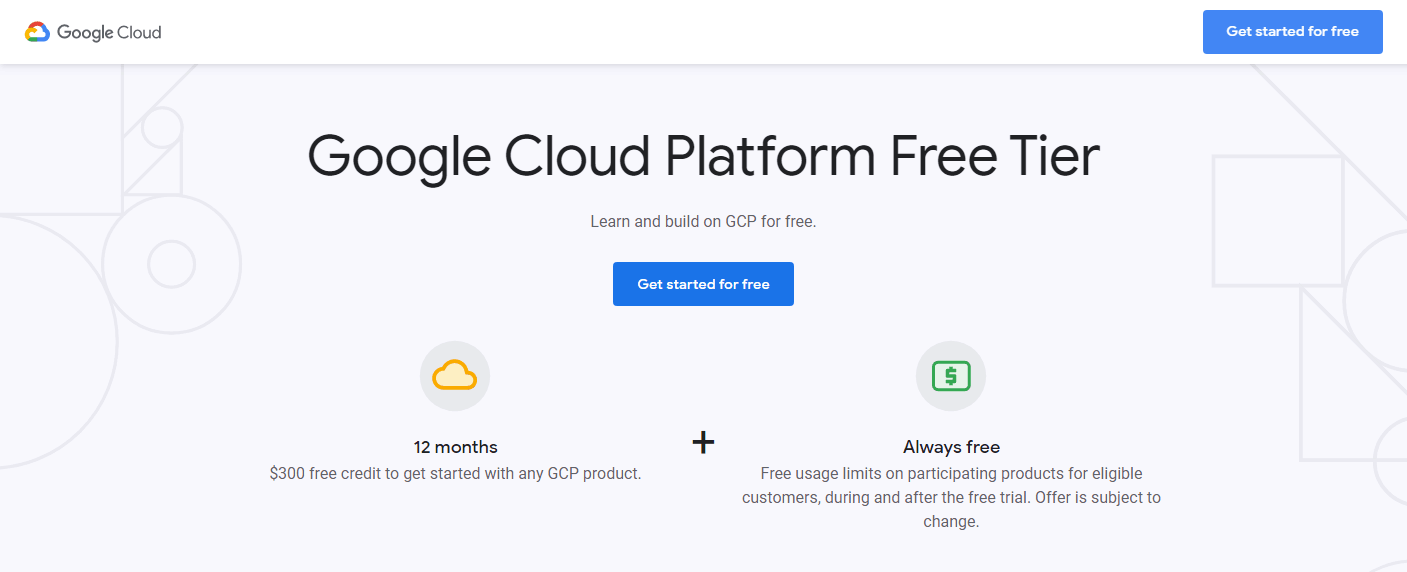 Google Cloud
Get started for free
Google Cloud Platform Free Tier
Learn and build on GCP for free.
Get started for free
12 months
$300 free credit to get started with any GCP product.
+
Always free
Free usage limits on participating products for eligible
customers, during and after the free trial. Offer is subject to
change.